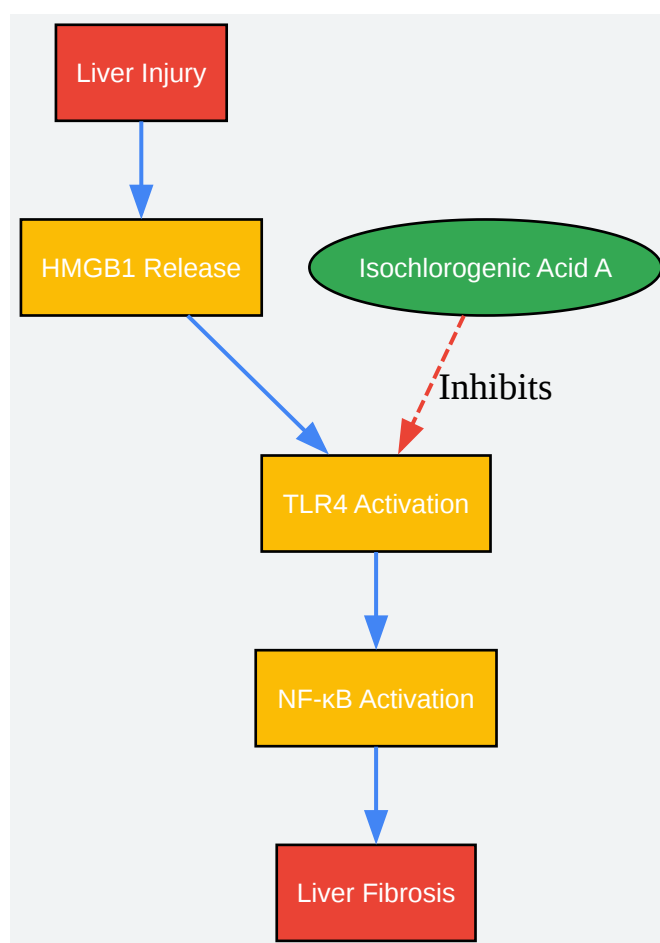 Liver Injury
HMGB1 Release
Isochlorogenic Acid A
Inhibits
TLR4 Activation
NF-κB Activation
Liver Fibrosis